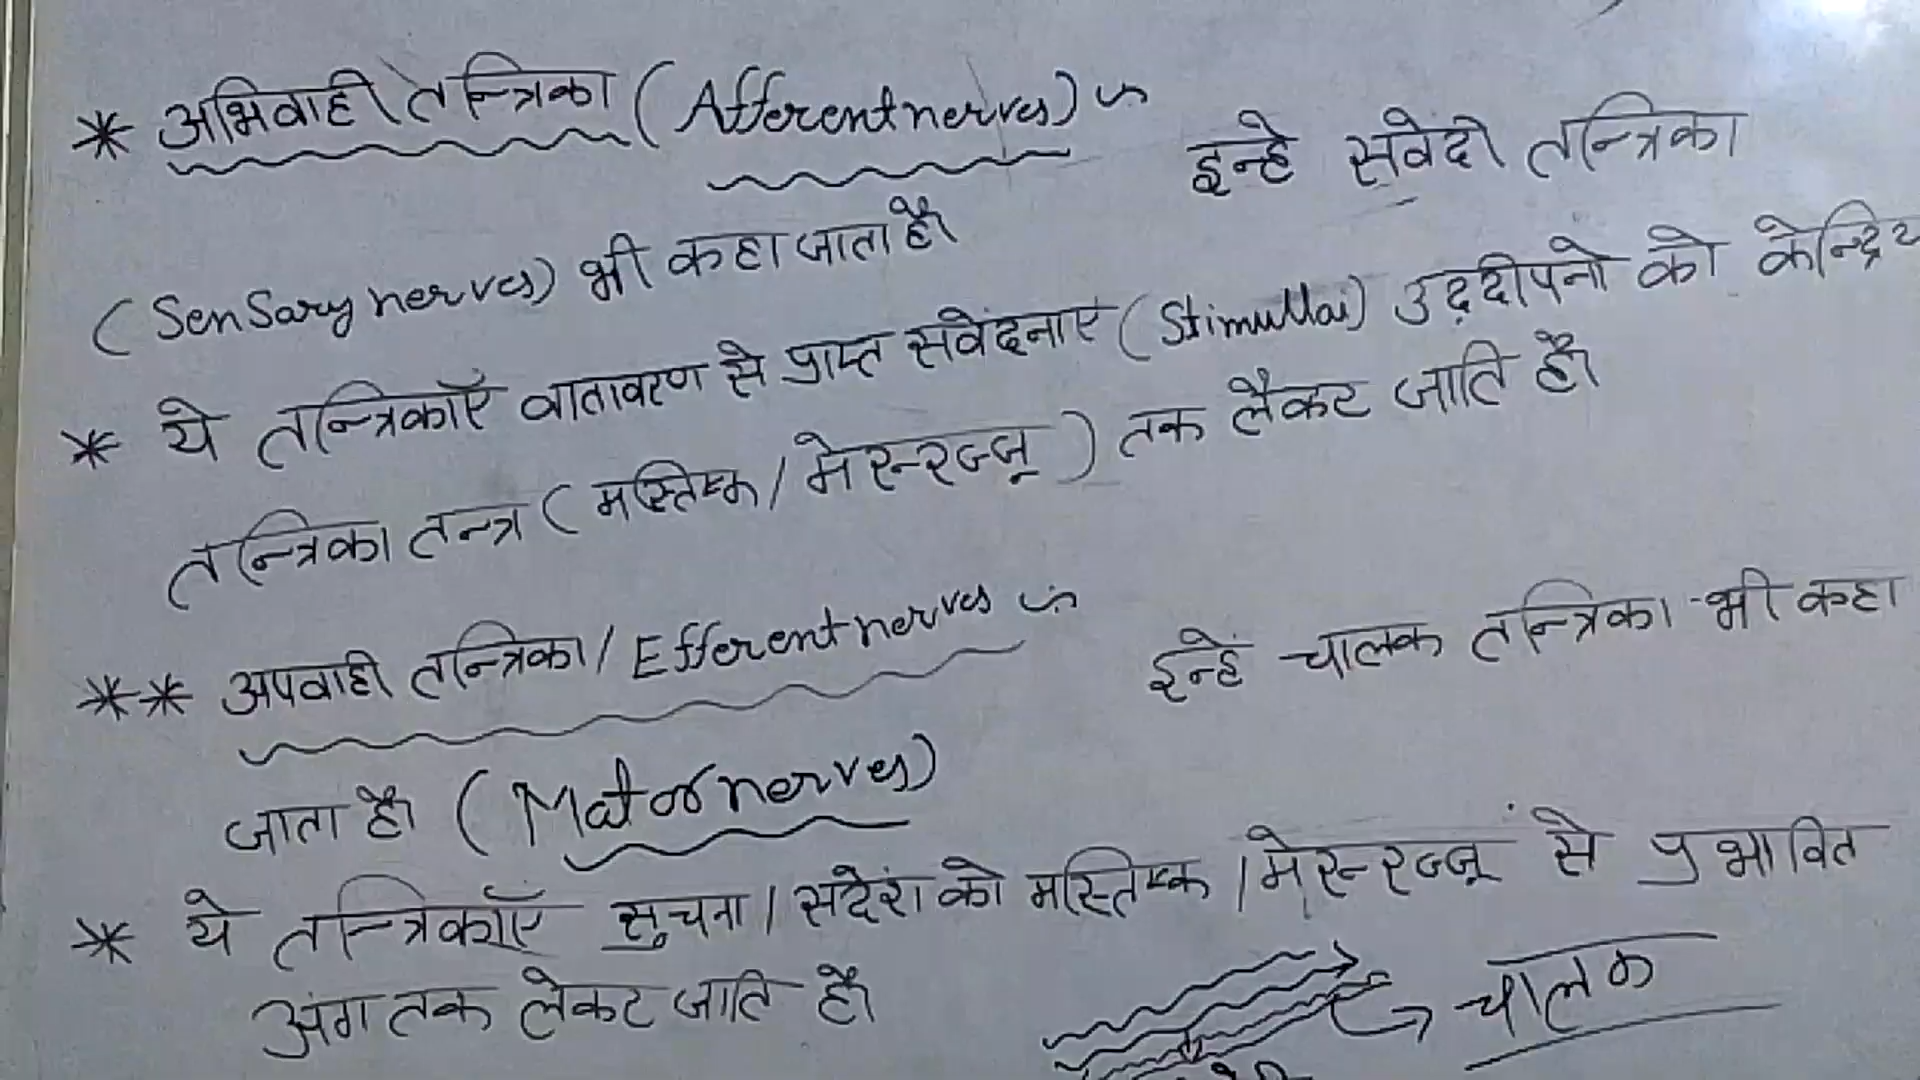 * अभिवाही तन्त्रिका (Afferent nerves) इन्हे संवेदी तन्त्रिका
(Sensary nerves) भी कहा जाता है
* ये तन्त्रिकाएँ वातावरण से प्राप्त संवेदनाए (Stimullai) उद्दीपनो को केन्द्रिय
तन्त्रिका तन्त्र (मस्तिष्क / मेरू-रज्जू) तक लेकर जाति है
** अपवाही तन्त्रिका / Efferent nerves इन्हें चालक तन्त्रिका भी कहा
जाता है (Mator nerves)
* ये तन्त्रिकाएँ सुचना / संदेश को मस्तिष्क / मेरू-रज्जू से प्रभावित
अंग तक लेकर जाति है
चालक